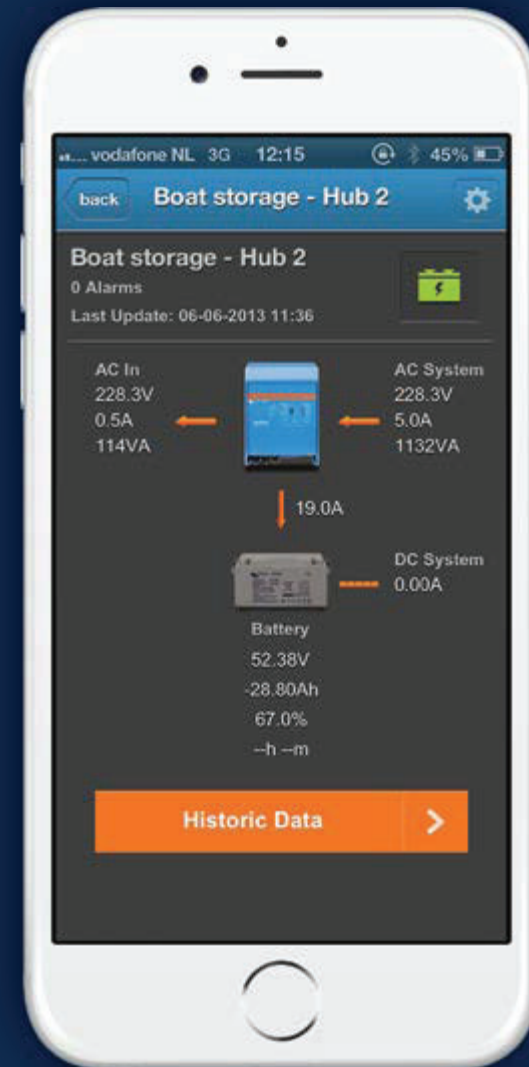 vodafone NL 3G 12:15 45%
back Boat storage - Hub 2
Boat storage - Hub 2
0 Alarms
Last Update: 06-06-2013 11:36
AC In
228.3V
0.5A
114VA
AC System
228.3V
5.0A
1132VA
19.0A
DC System
0.00A
Battery
52.38V
-28.80Ah
67.0%
--h --m
Historic Data